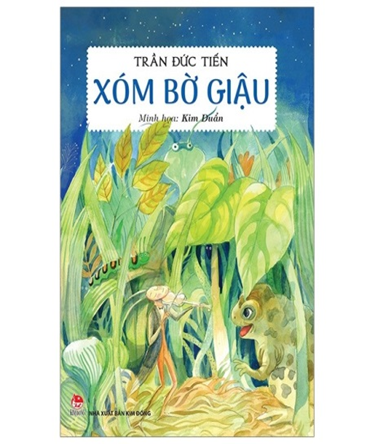 TRẦN ĐỨC TIẾN
XÓM BỜ GIẬU
Minh họa: Kim Duẩn
NHÀ XUẤT BẢN KIM ĐỒNG